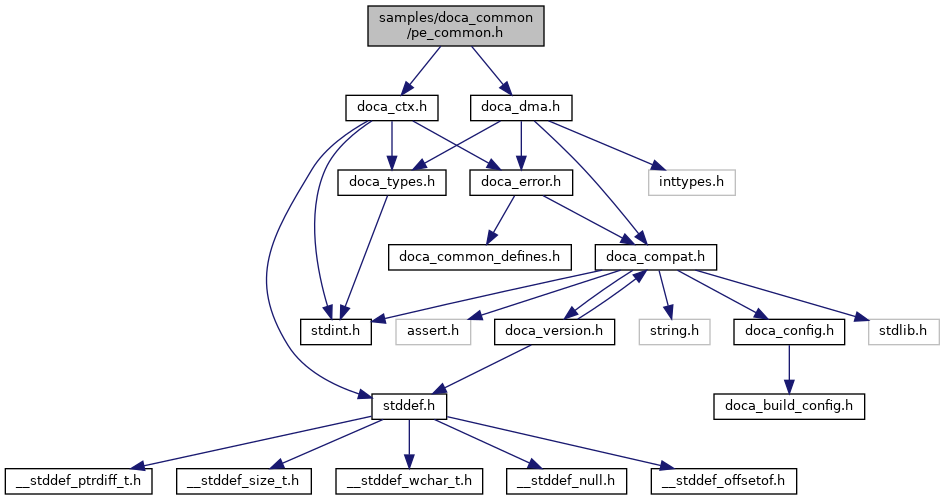 samples/doca_common
/pe_common.h
doca_ctx.h
doca_dma.h
doca_types.h
doca_error.h
inttypes.h
doca_common_defines.h
doca_compat.h
stdint.h
assert.h
doca_version.h
string.h
doca_config.h
stdlib.h
stddef.h
doca_build_config.h
__stddef_ptrdiff_t.h
__stddef_size_t.h
__stddef_wchar_t.h
__stddef_null.h
__stddef_offsetof.h